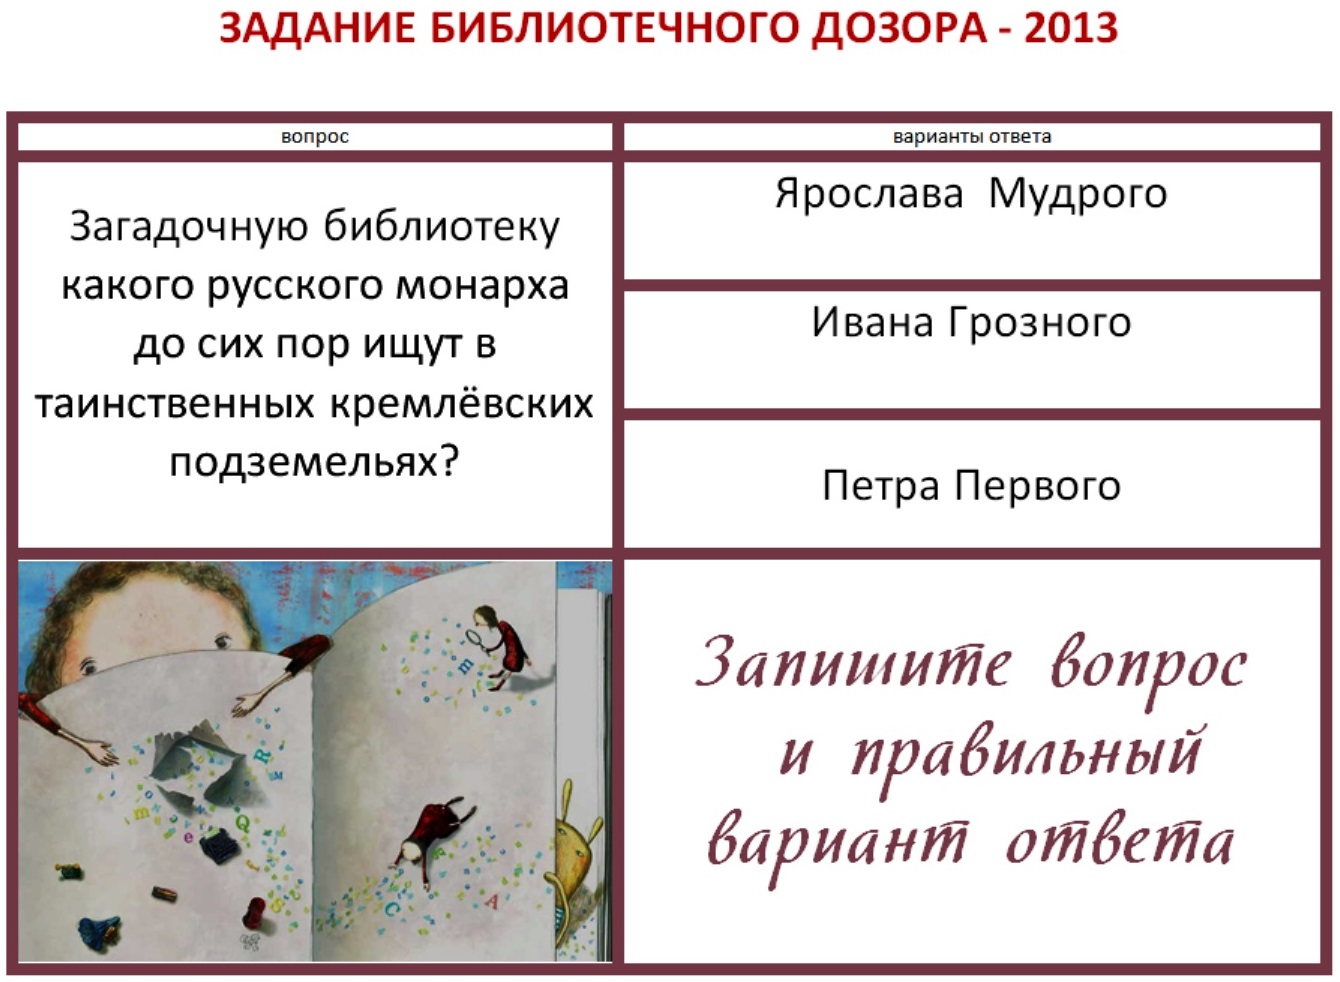 ЗАДАНИЕ БИБЛИОТЕЧНОГО ДОЗОРА - 2013
вопрос
варианты ответа
Загадочную библиотеку
какого русского монарха
до сих пор ищут в
таинственных кремлёвских
подземельях?
Ярослава Мудрого
Ивана Грозного
Петра Первого
Запишите вопрос
и правильный
вариант ответа